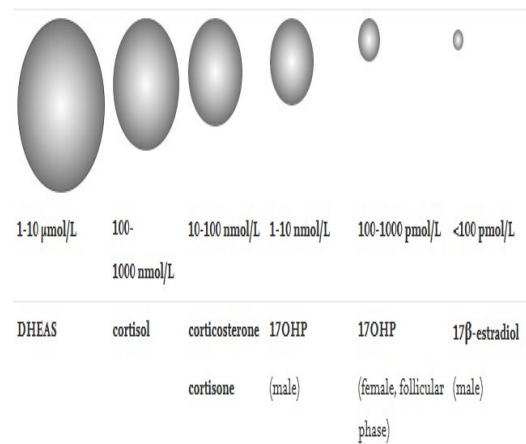 1-10 µmol/L 100- 10-100 nmol/L 1-10 nmol/L 100-1000 pmol/L <100 pmol/L
1000 nmol/L
DHEAS cortisol corticosterone 17OHP 17OHP 17β-estradiol
cortisone (male) (female, follicular (male)
phase)